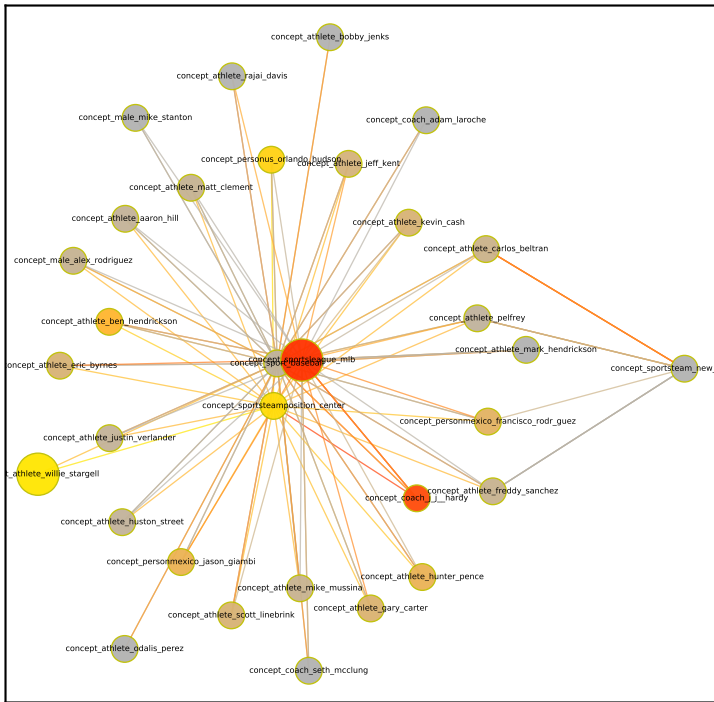 concept_athlete_bobby_jenks
concept_athlete_rajai_davis
concept_male_mike_stanton
concept_coach_adam_laroche
concept_personus_orlando_hudson
concept_athlete_jeff_kent
concept_athlete_matt_clement
concept_athlete_aaron_hill
concept_athlete_kevin_cash
concept_athlete_carlos_beltran
concept_male_alex_rodriguez
concept_athlete_pelfrey
concept_athlete_ben_hendrickson
concept_athlete_mark_hendrickson
concept_sportsleague_mlb
concept_sport_baseball
concept_athlete_eric_byrnes
concept_sportsteam_new_
concept_sportsteamposition_center
concept_personmexico_francisco_rodr_guez
concept_athlete_justin_verlander
t_athlete_willie_stargell
concept_athlete_freddy_sanchez
concept_coach_j_j__hardy
concept_athlete_huston_street
concept_personmexico_jason_giambi
concept_athlete_hunter_pence
concept_athlete_mike_mussina
concept_athlete_gary_carter
concept_athlete_scott_linebrink
concept_athlete_odalis_perez
concept_coach_seth_mcclung